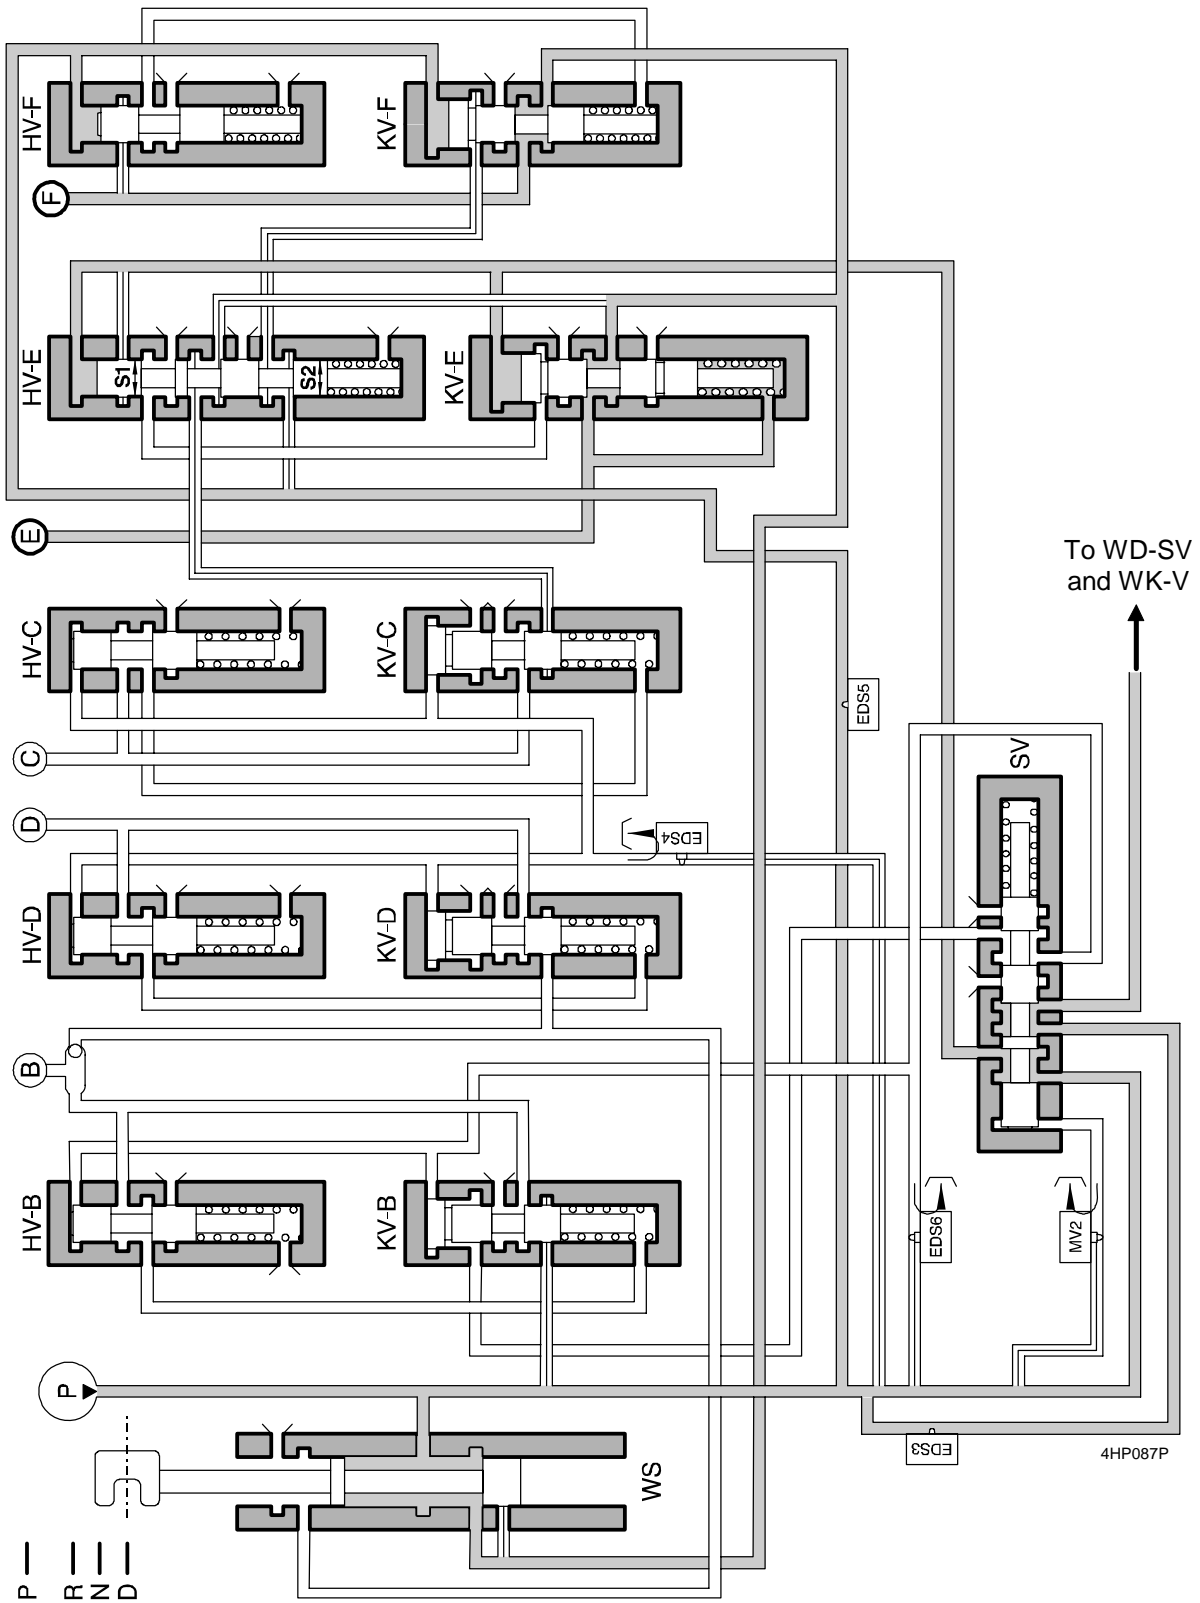 HV-F
KV-F
F
HV-E
S1
S2
KV-E
E
To WD-SV
and WK-V
HV-C
KV-C
EDS5
C
SV
D
EDS4
HV-D
KV-D
B
HV-B
KV-B
EDS6
MV2
P
EDS3
4HP087P
WS
P
R
N
D